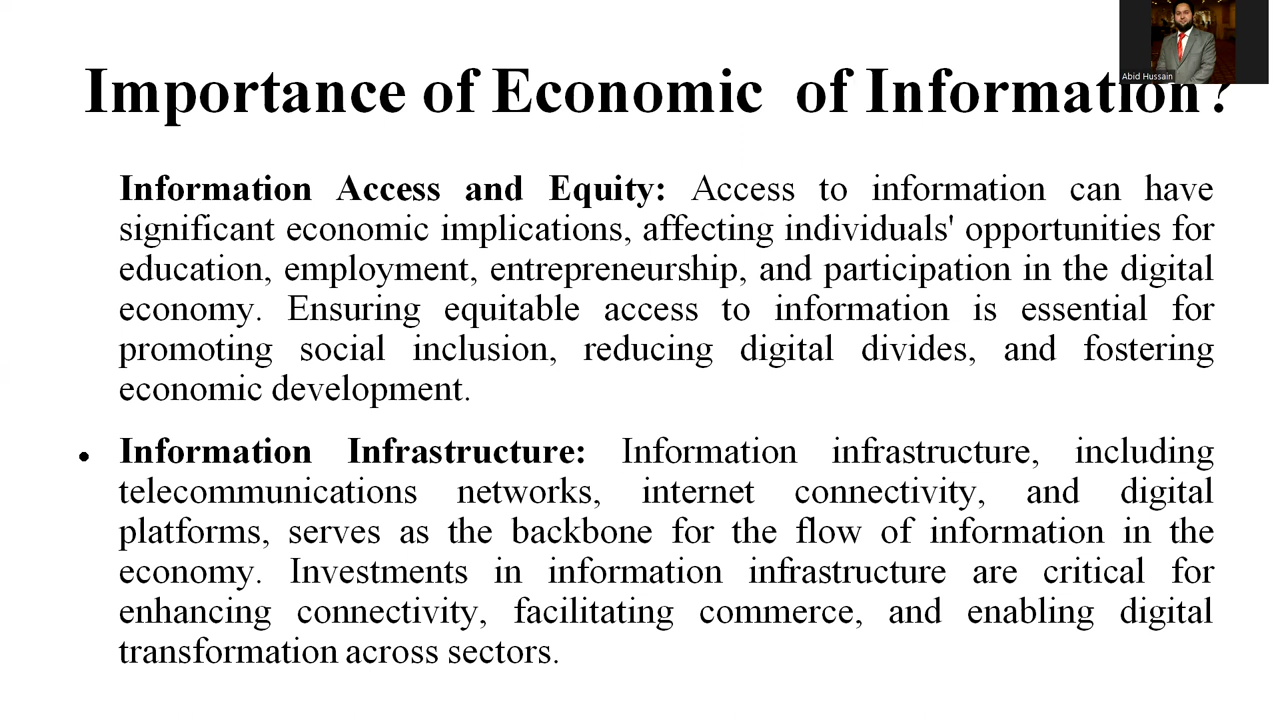 Abid Hussain
Importance of Economic of Information?
Information Access and Equity: Access to information can have
significant economic implications, affecting individuals' opportunities for
education, employment, entrepreneurship, and participation in the digital
economy. Ensuring equitable access to information is essential for
promoting social inclusion, reducing digital divides, and fostering
economic development.
• Information Infrastructure: Information infrastructure, including
telecommunications networks, internet connectivity, and digital
platforms, serves as the backbone for the flow of information in the
economy. Investments in information infrastructure are critical for
enhancing connectivity, facilitating commerce, and enabling digital
transformation across sectors.